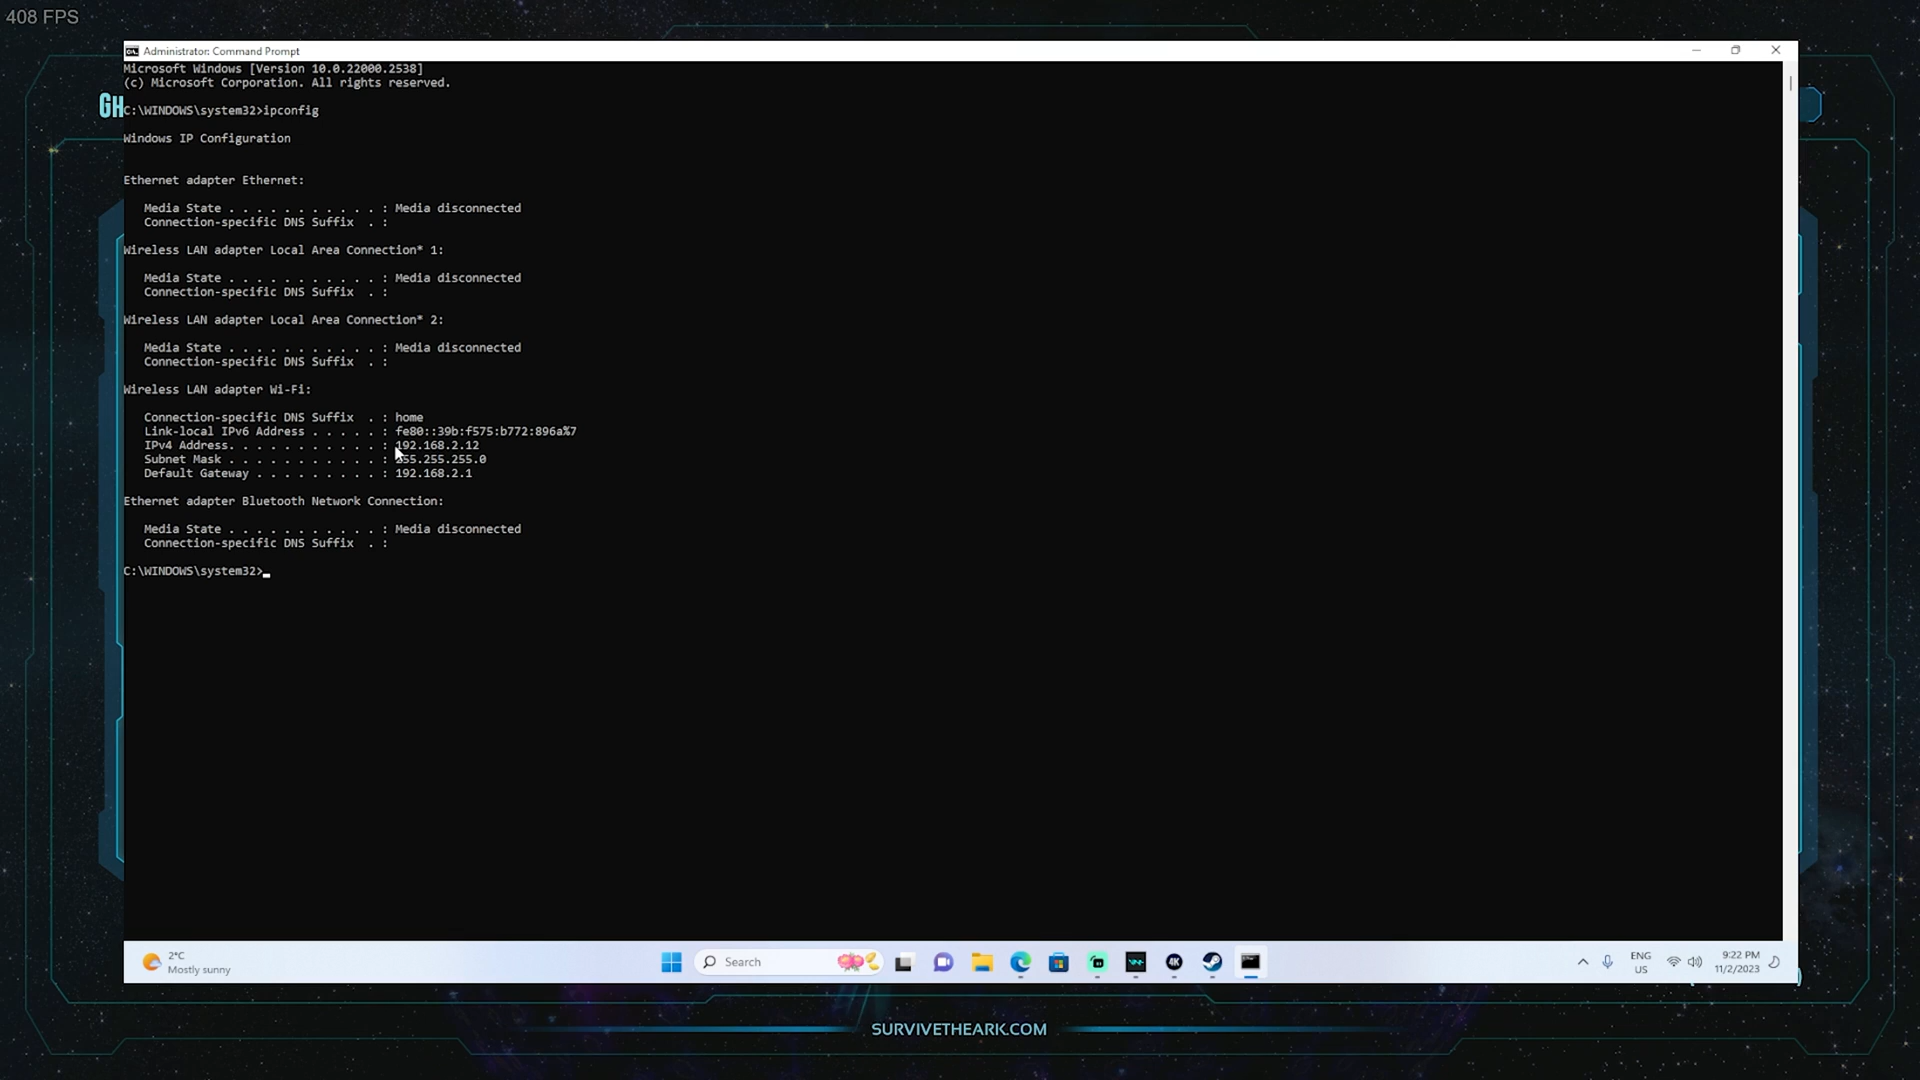 408 FPS
Administrator: Command Prompt
Microsoft Windows [Version 10.0.22000.2538]
(c) Microsoft Corporation. All rights reserved.
GH
C:\WINDOWS\system32>ipconfig
Windows IP Configuration
Ethernet adapter Ethernet:
Media State . . . . . . . . . . . : Media disconnected
Connection-specific DNS Suffix  . :
Wireless LAN adapter Local Area Connection* 1:
Media State . . . . . . . . . . . : Media disconnected
Connection-specific DNS Suffix  . :
Wireless LAN adapter Local Area Connection* 2:
Media State . . . . . . . . . . . : Media disconnected
Connection-specific DNS Suffix  . :
Wireless LAN adapter Wi-Fi:
Connection-specific DNS Suffix  . : home
Link-local IPv6 Address . . . . . : fe80::39b:f575:b772:896a%7
IPv4 Address. . . . . . . . . . . : 192.168.2.12
Subnet Mask . . . . . . . . . . . : 255.255.255.0
Default Gateway . . . . . . . . . : 192.168.2.1
Ethernet adapter Bluetooth Network Connection:
Media State . . . . . . . . . . . : Media disconnected
Connection-specific DNS Suffix  . :
C:\WINDOWS\system32>
2°C
Mostly sunny
Search
4K
ENG
US
9:22 PM
11/2/2023
SURVIVETHEARK.COM